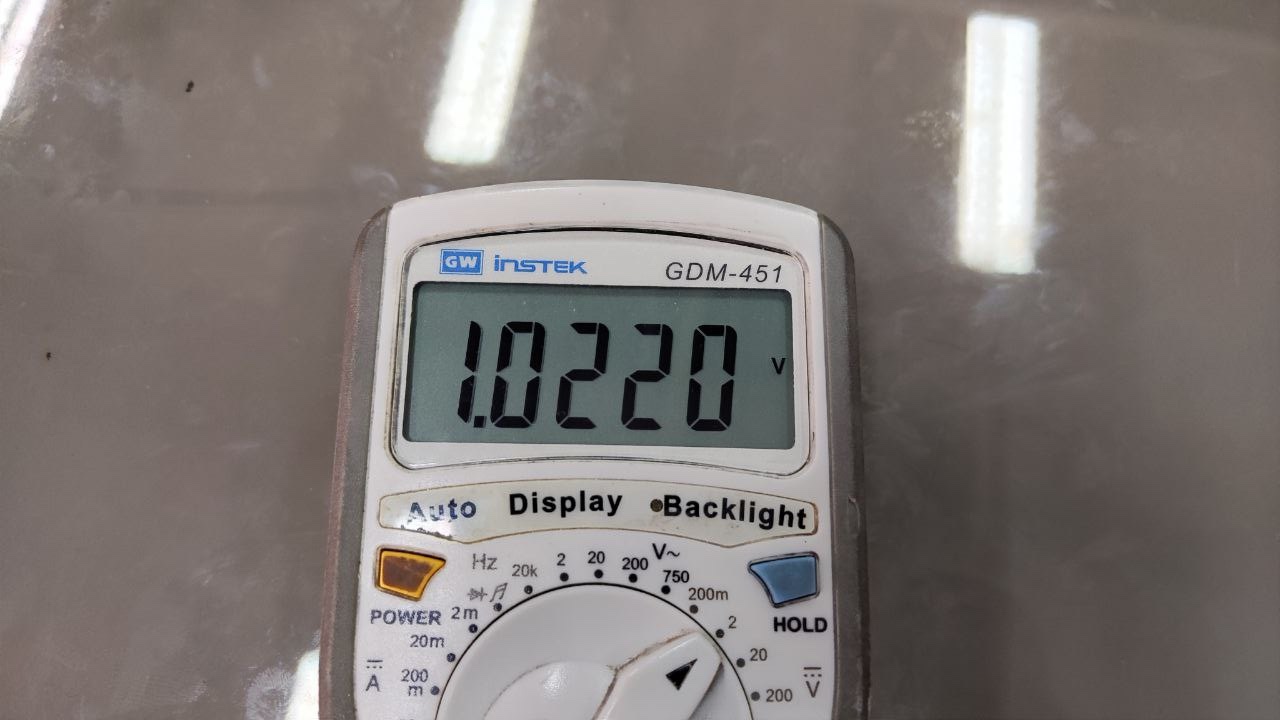 GW INSTEK GDM-451
1.0220 V
Auto Display Backlight
Hz 20k 2 20 200 V~ 750
200m
POWER 2m 2 HOLD
20m 20
A 200m 200 V